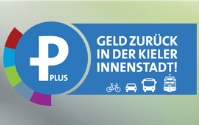 P
PLUS
GELD ZURÜCK
IN DER KIELER
INNENSTADT!